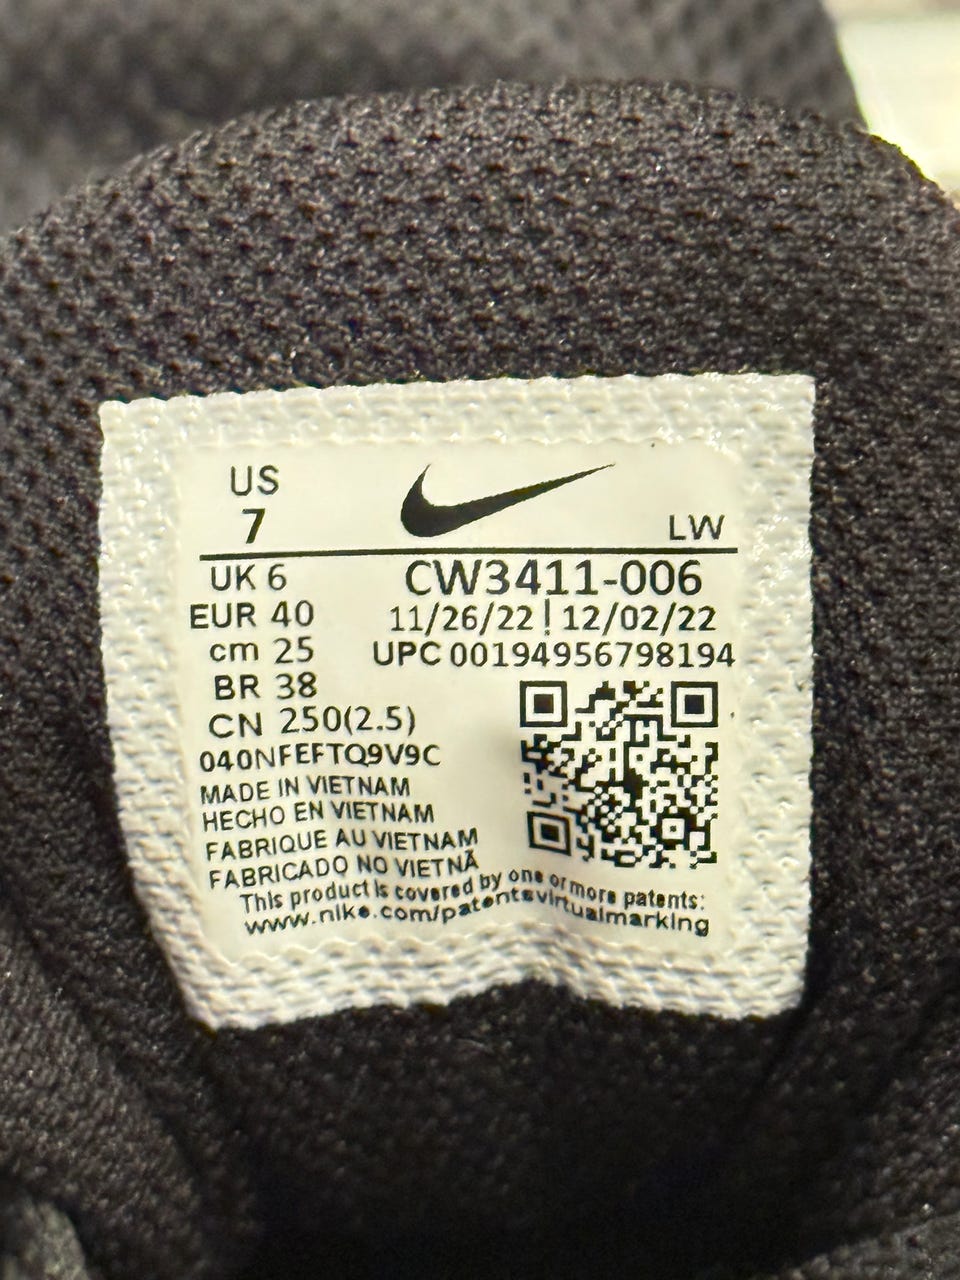 US
7
LW
UK 6
EUR 40
cm 25
BR 38
CN 250(2.5)
CW3411-006
11/26/22 | 12/02/22
UPC 00194956798194
040NFEFTQ9V9C
MADE IN VIETNAM
HECHO EN VIETNAM
FABRIQUE AU VIETNAM
FABRICADO NO VIETNÃ
This product is covered by one or more patents:
www.nike.com/patentsvirtualmarking